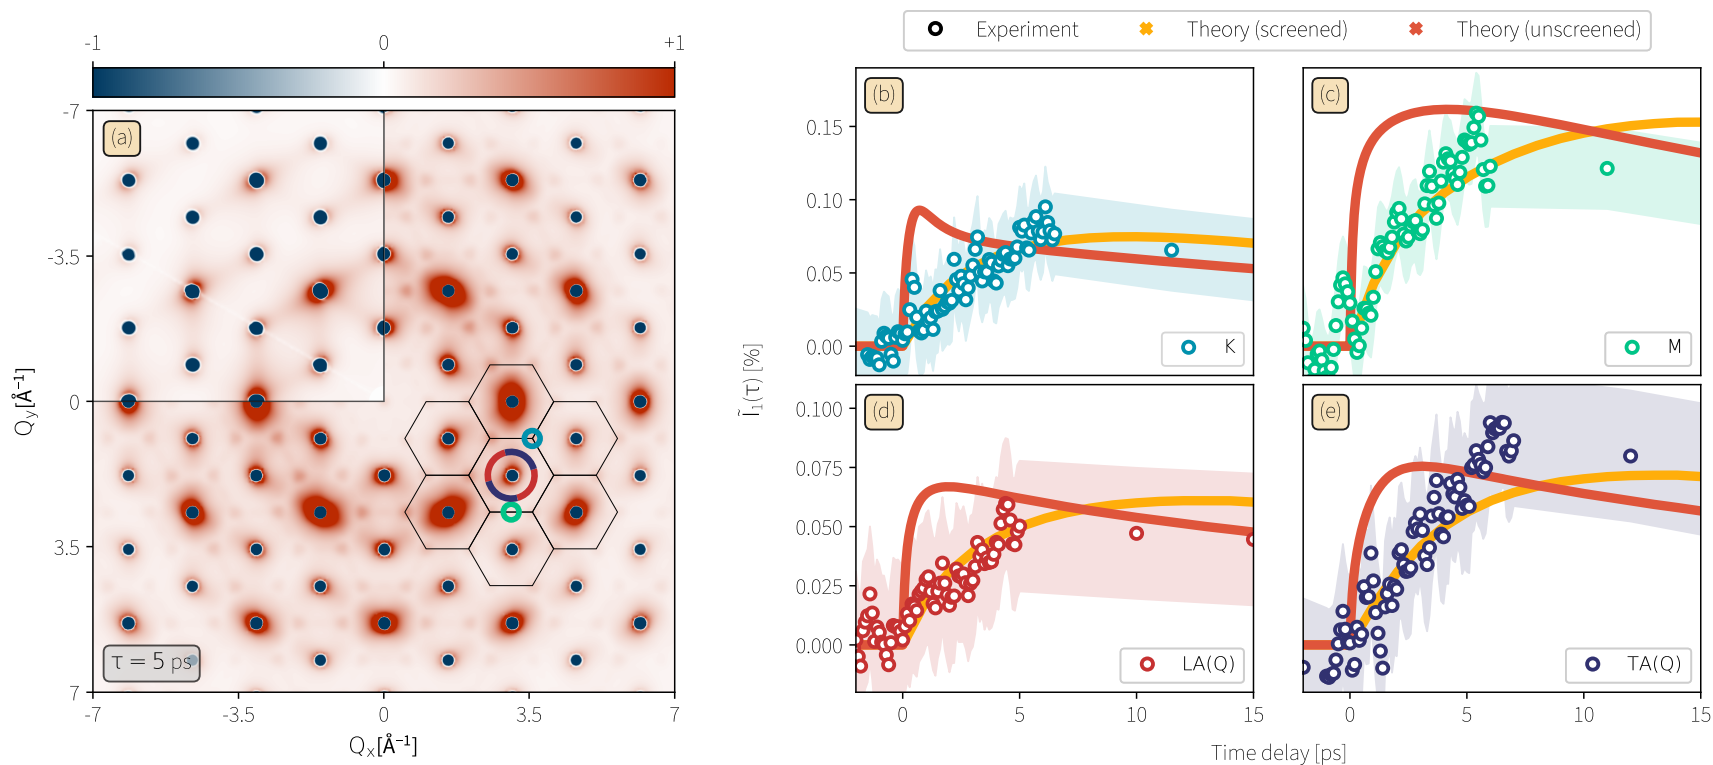 -1 0 +1
Experiment Theory (screened) Theory (unscreened)
(a)
-7
-3.5
0
3.5
7
-7 -3.5 0 3.5 7
Qy[Å⁻¹]
Qx[Å⁻¹]
τ = 5 ps
(b)
0.15
0.10
0.05
0.00
K
(c)
M
Ĩ₁(τ) [%]
(d)
0.100
0.075
0.050
0.025
0.000
LA(Q)
0 5 10 15
(e)
TA(Q)
0 5 10 15
Time delay [ps]